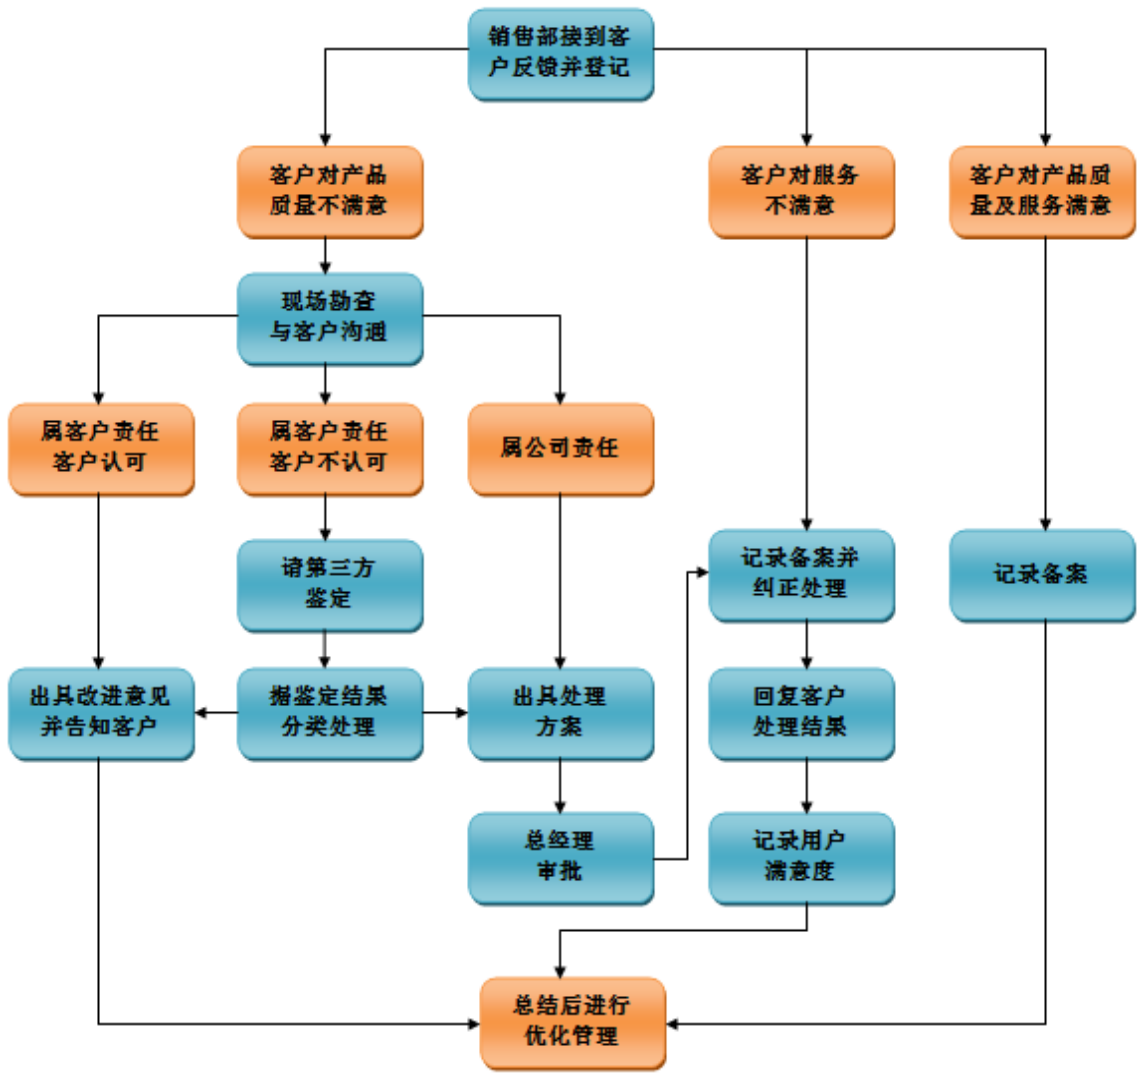 销售部接到客
户反馈并登记
客户对产品
质量不满意
客户对服务
不满意
客户对产品质
量及服务满意
现场勘查
与客户沟通
属客户责任
客户认可
属客户责任
客户不认可
属公司责任
请第三方
鉴定
记录备案并
纠正处理
记录备案
出具改进意见
并告知客户
据鉴定结果
分类处理
出具处理
方案
回复客户
处理结果
总经理
审批
记录用户
满意度
总结后进行
优化管理